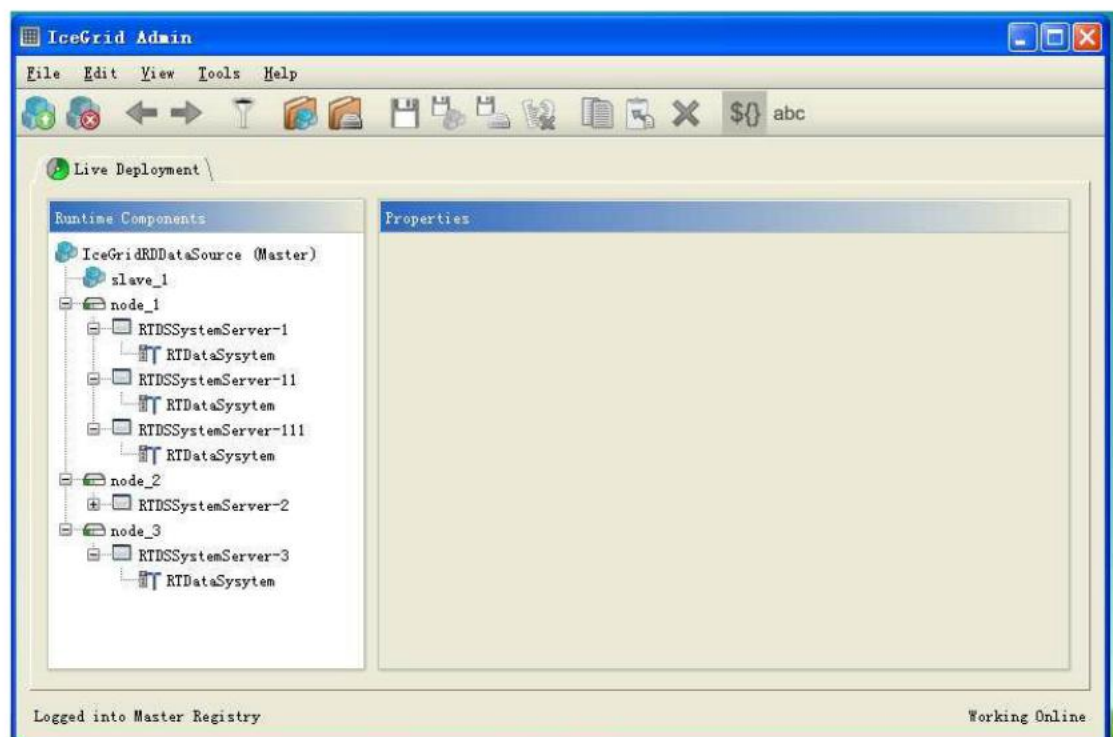 IceGrid Admin
File Edit View Tools Help
${} abc
Live Deployment
Runtime Components
Properties
IceGridRDDataSource (Master)
slave_1
node_1
RTDSSystemServer-1
RTDataSysytem
RTDSSystemServer-11
RTDataSysytem
RTDSSystemServer-111
RTDataSysytem
node_2
RTDSSystemServer-2
node_3
RTDSSystemServer-3
RTDataSysytem
Logged into Master Registry
Working Online